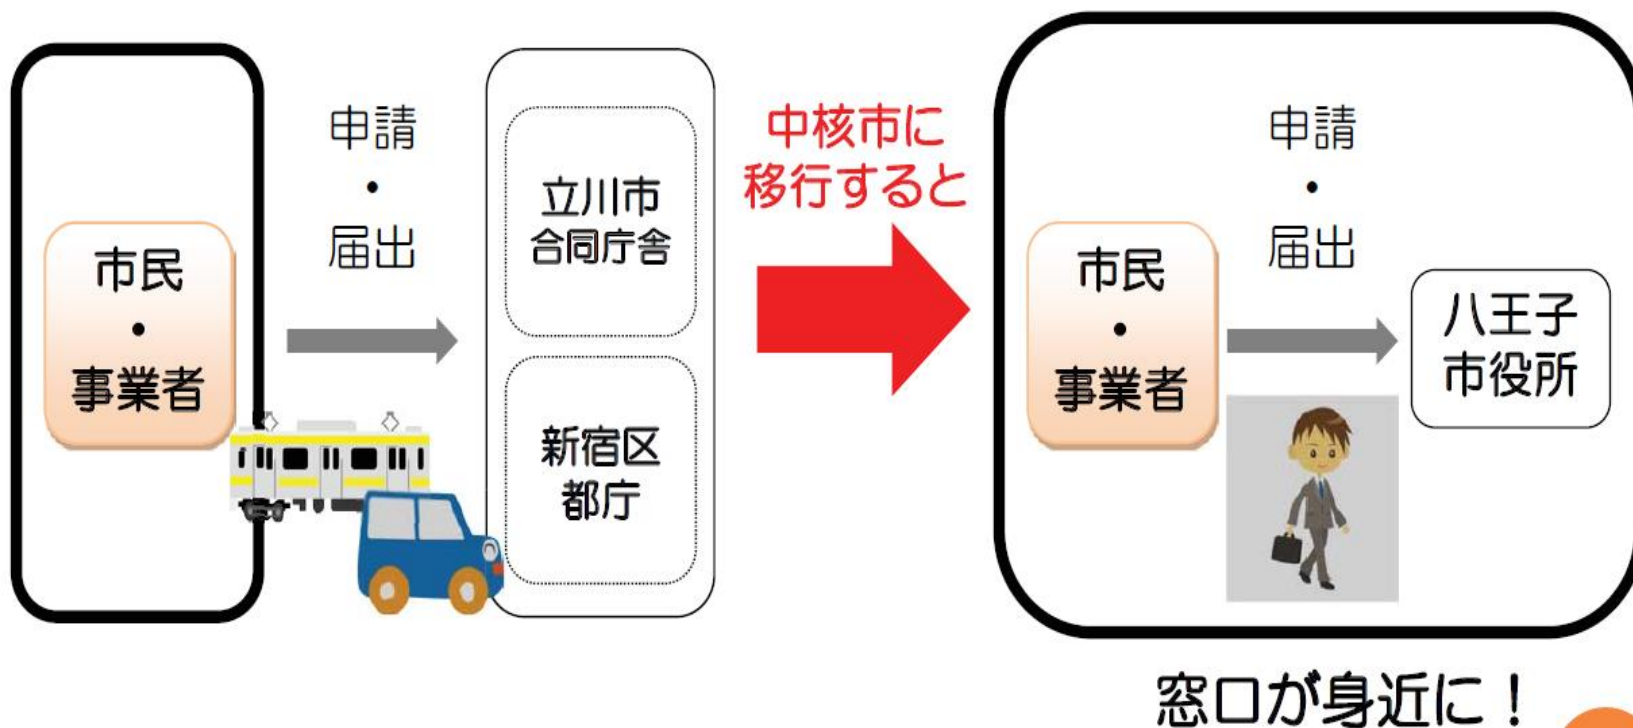 市民
・
事業者
申請
・
届出
立川市
合同庁舎
新宿区
都庁
中核市に
移行すると
市民
・
事業者
申請
・
届出
八王子
市役所
窓口が身近に！